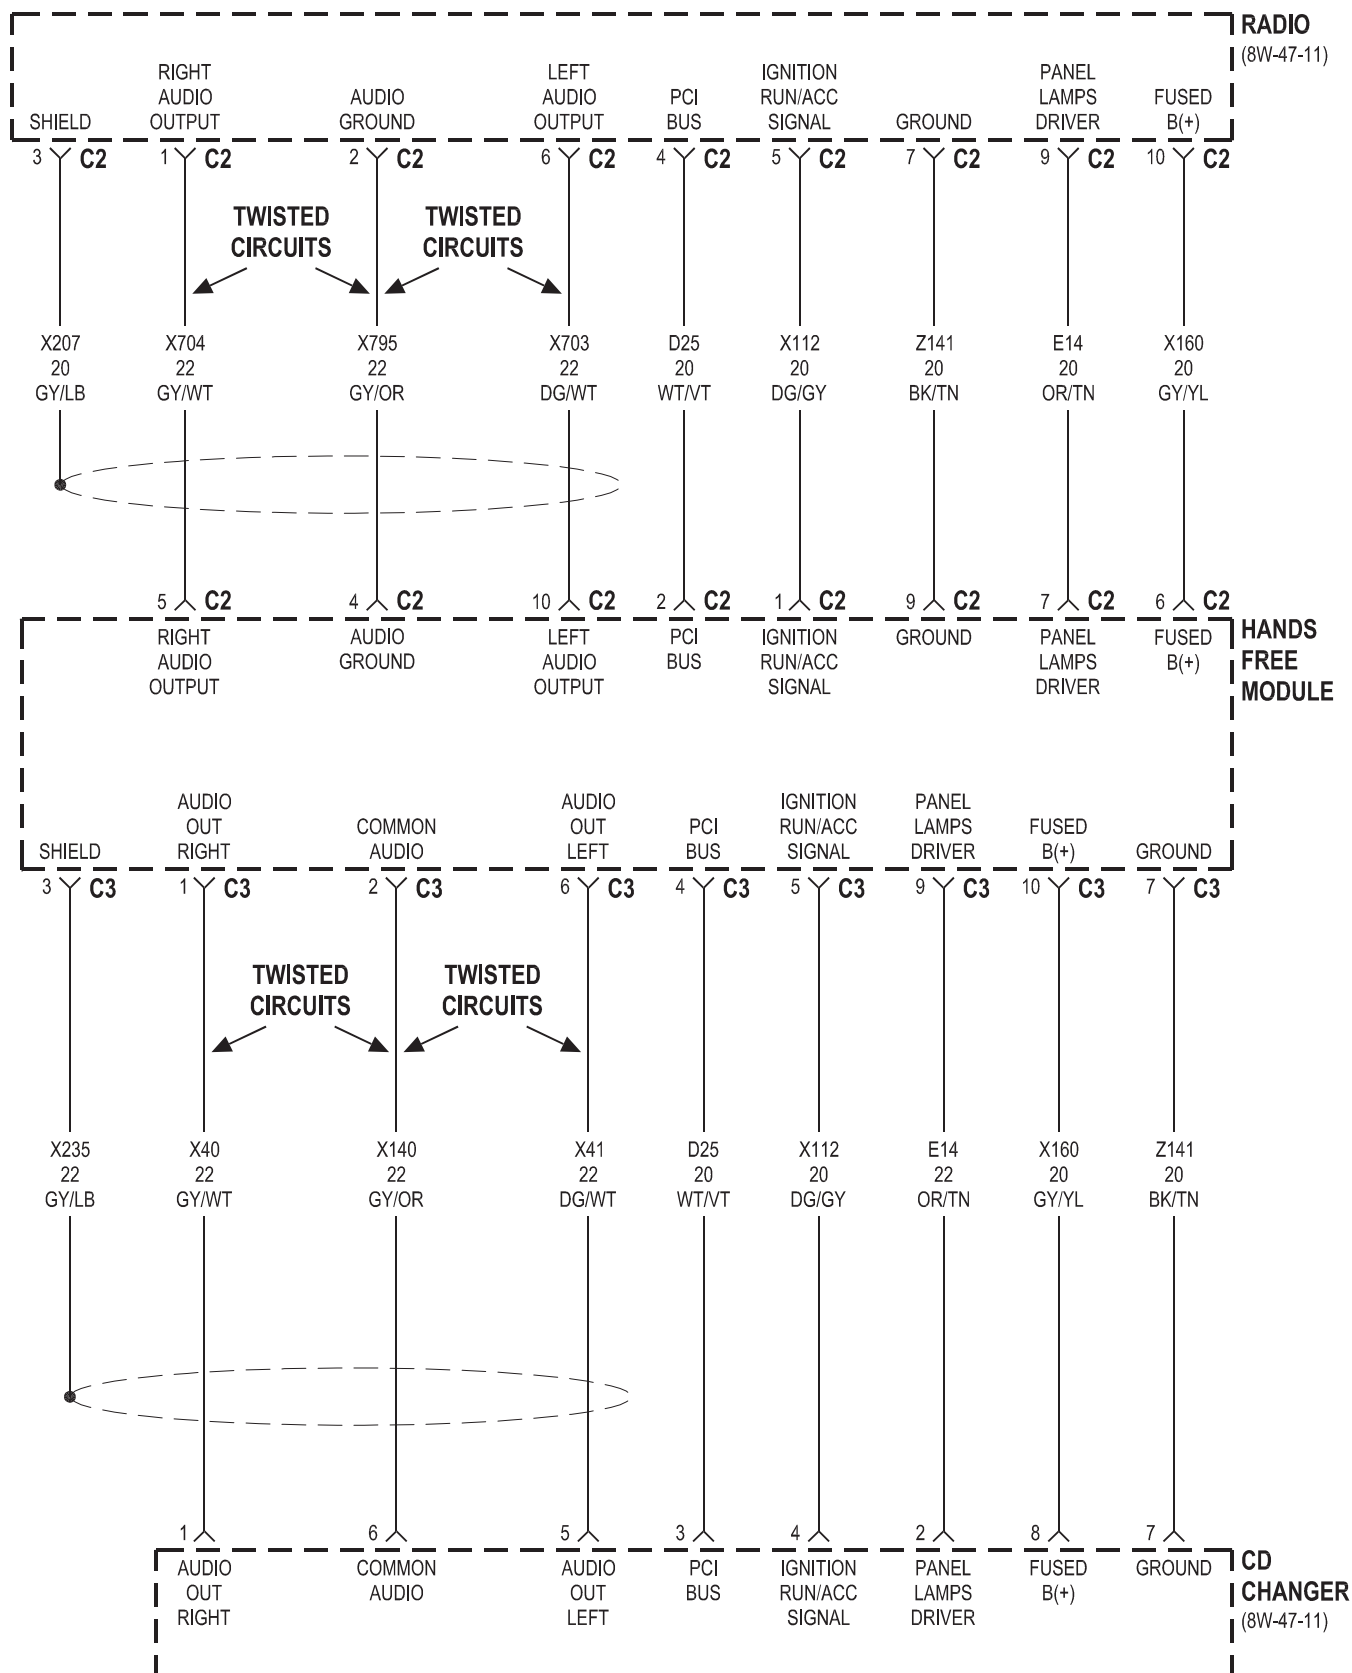 RADIO
(8W-47-11)
SHIELD
RIGHT
AUDIO
OUTPUT
AUDIO
GROUND
LEFT
AUDIO
OUTPUT
PCI
BUS
IGNITION
RUN/ACC
SIGNAL
GROUND
PANEL
LAMPS
DRIVER
FUSED
B(+)
3 C2
1 C2
2 C2
6 C2
4 C2
5 C2
7 C2
9 C2
10 C2
TWISTED
CIRCUITS
TWISTED
CIRCUITS
X207
20
GY/LB
X704
22
GY/WT
X795
22
GY/OR
X703
22
DG/WT
D25
20
WT/VT
X112
20
DG/GY
Z141
20
BK/TN
E14
20
OR/TN
X160
20
GY/YL
5 C2
4 C2
10 C2
2 C2
1 C2
9 C2
7 C2
6 C2
HANDS
FREE
MODULE
RIGHT
AUDIO
OUTPUT
AUDIO
GROUND
LEFT
AUDIO
OUTPUT
PCI
BUS
IGNITION
RUN/ACC
SIGNAL
GROUND
PANEL
LAMPS
DRIVER
FUSED
B(+)
SHIELD
AUDIO
OUT
RIGHT
COMMON
AUDIO
AUDIO
OUT
LEFT
PCI
BUS
IGNITION
RUN/ACC
SIGNAL
PANEL
LAMPS
DRIVER
FUSED
B(+)
GROUND
3 C3
1 C3
2 C3
6 C3
4 C3
5 C3
9 C3
10 C3
7 C3
TWISTED
CIRCUITS
TWISTED
CIRCUITS
X235
22
GY/LB
X40
22
GY/WT
X140
22
GY/OR
X41
22
DG/WT
D25
20
WT/VT
X112
20
DG/GY
E14
22
OR/TN
X160
20
GY/YL
Z141
20
BK/TN
1
6
5
3
4
2
8
7
CD
CHANGER
(8W-47-11)
AUDIO
OUT
RIGHT
COMMON
AUDIO
AUDIO
OUT
LEFT
PCI
BUS
IGNITION
RUN/ACC
SIGNAL
PANEL
LAMPS
DRIVER
FUSED
B(+)
GROUND